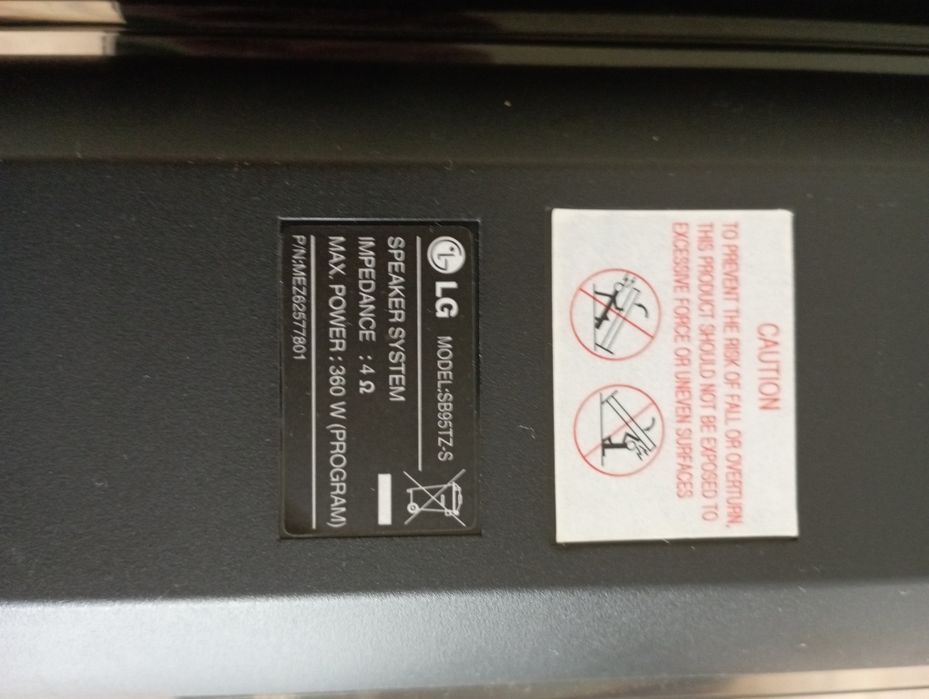 CAUTION
TO PREVENT THE RISK OF FALL OR OVERTURN,
THIS PRODUCT SHOULD NOT BE EXPOSED TO
EXCESSIVE FORCE OR UNEVEN SURFACES
LG MODEL:SB95TZ-S
SPEAKER SYSTEM
IMPEDANCE : 4 Ω
MAX. POWER : 360 W (PROGRAM)
P/N:MEZ62577801